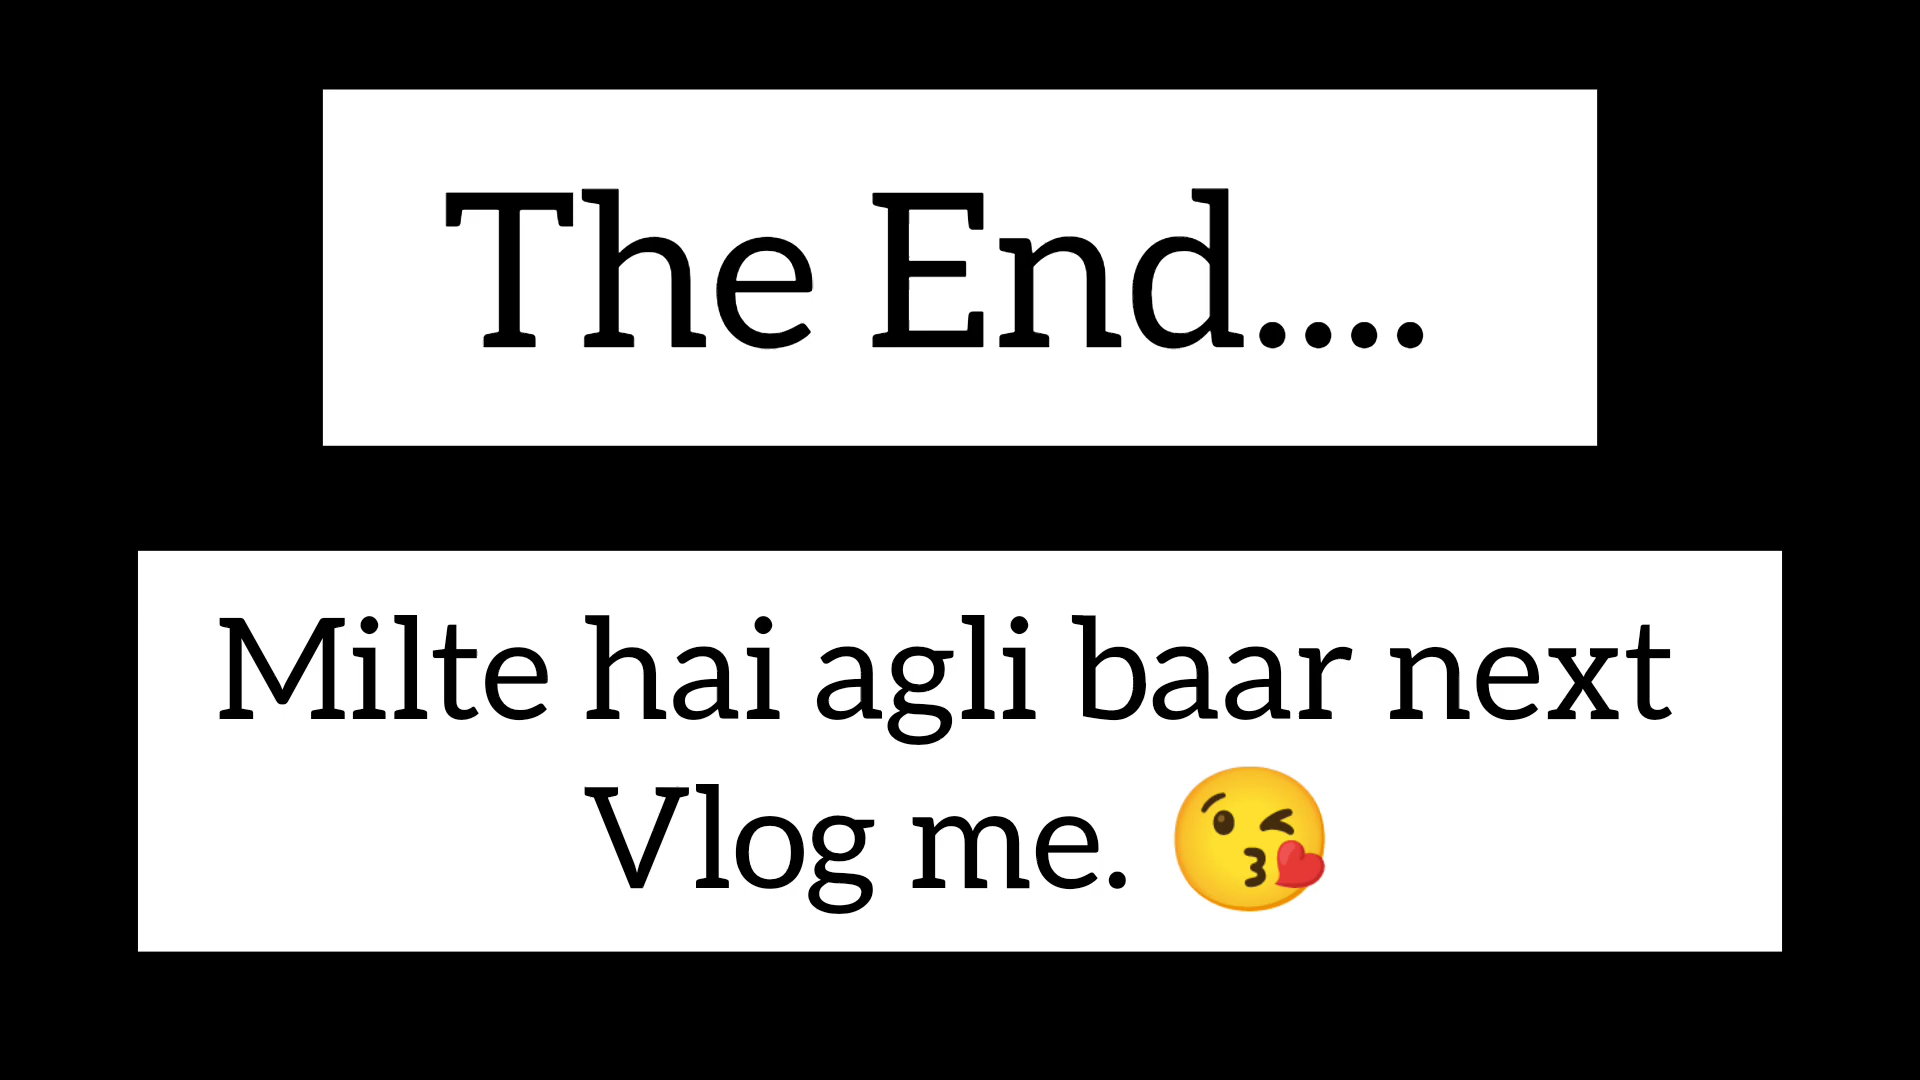 The End....
Milte hai agli baar next
Vlog me. 😘